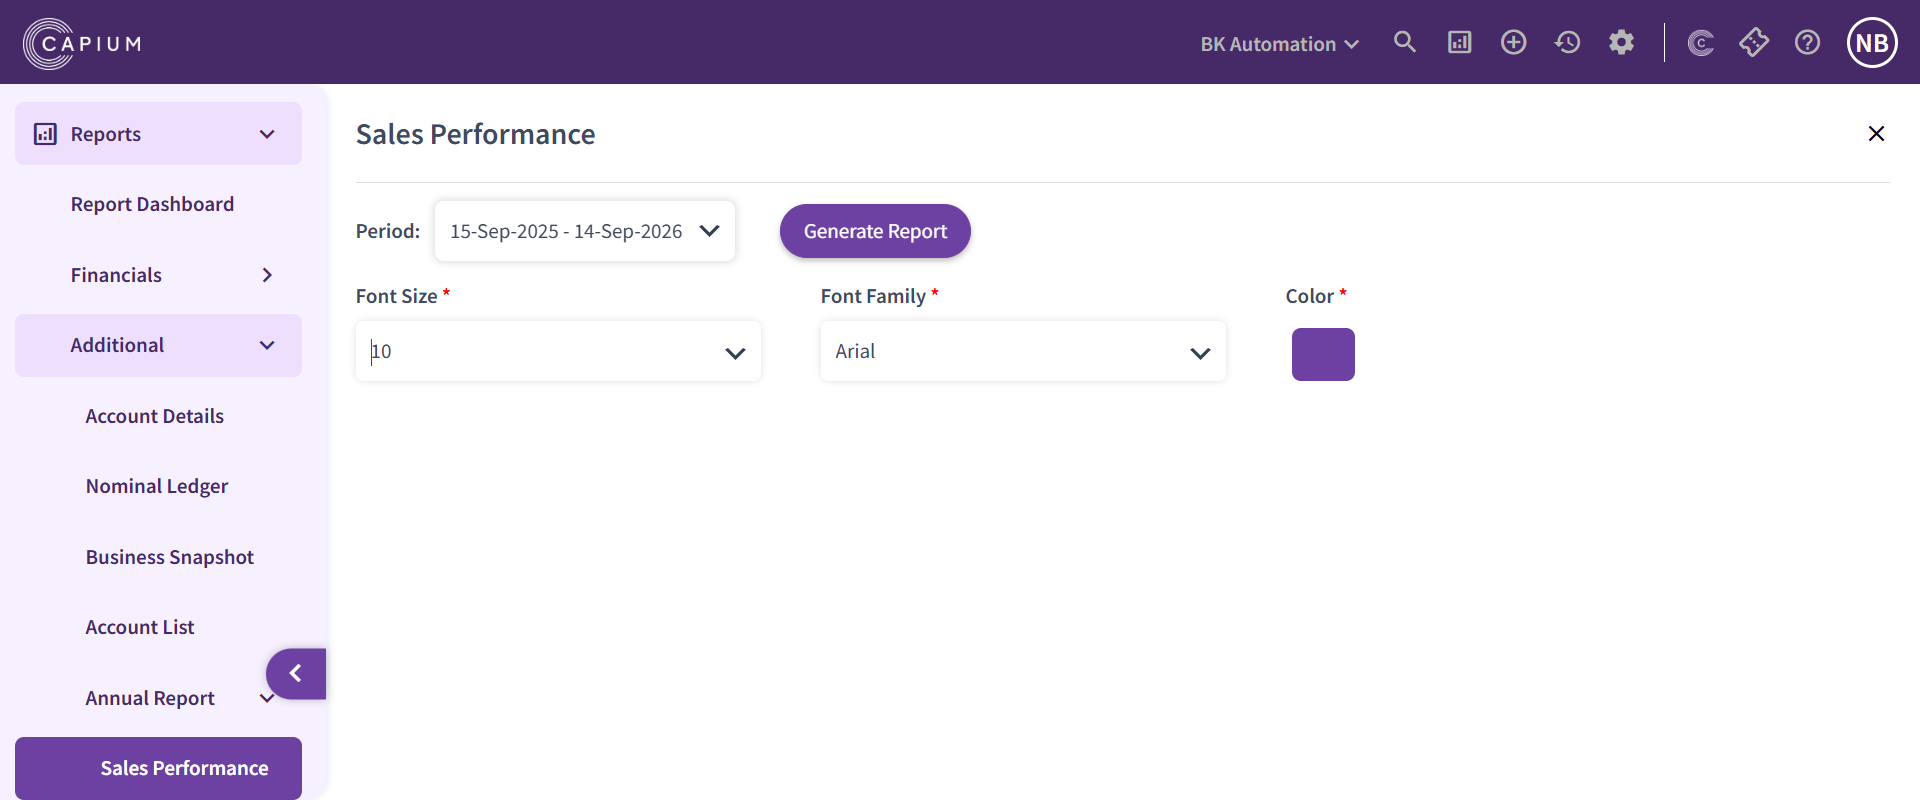 CAPIUM
BK Automation
C
NB
Reports
Report Dashboard
Financials
Additional
Account Details
Nominal Ledger
Business Snapshot
Account List
Annual Report
Sales Performance
Sales Performance
Period: 15-Sep-2025 - 14-Sep-2026 Generate Report
Font Size * Font Family * Color *
10 Arial